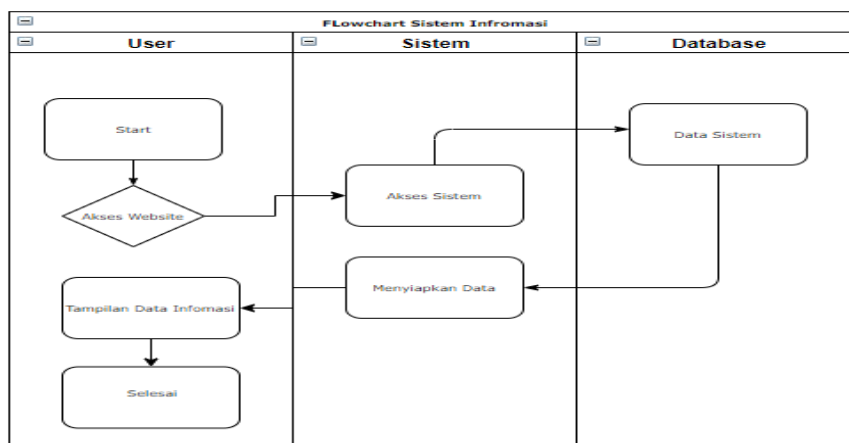 FLowchart Sistem Infromasi
User
Sistem
Database
Start
Data Sistem
Akses Website
Akses Sistem
Menyiapkan Data
Tampilan Data Infomasi
Selesai